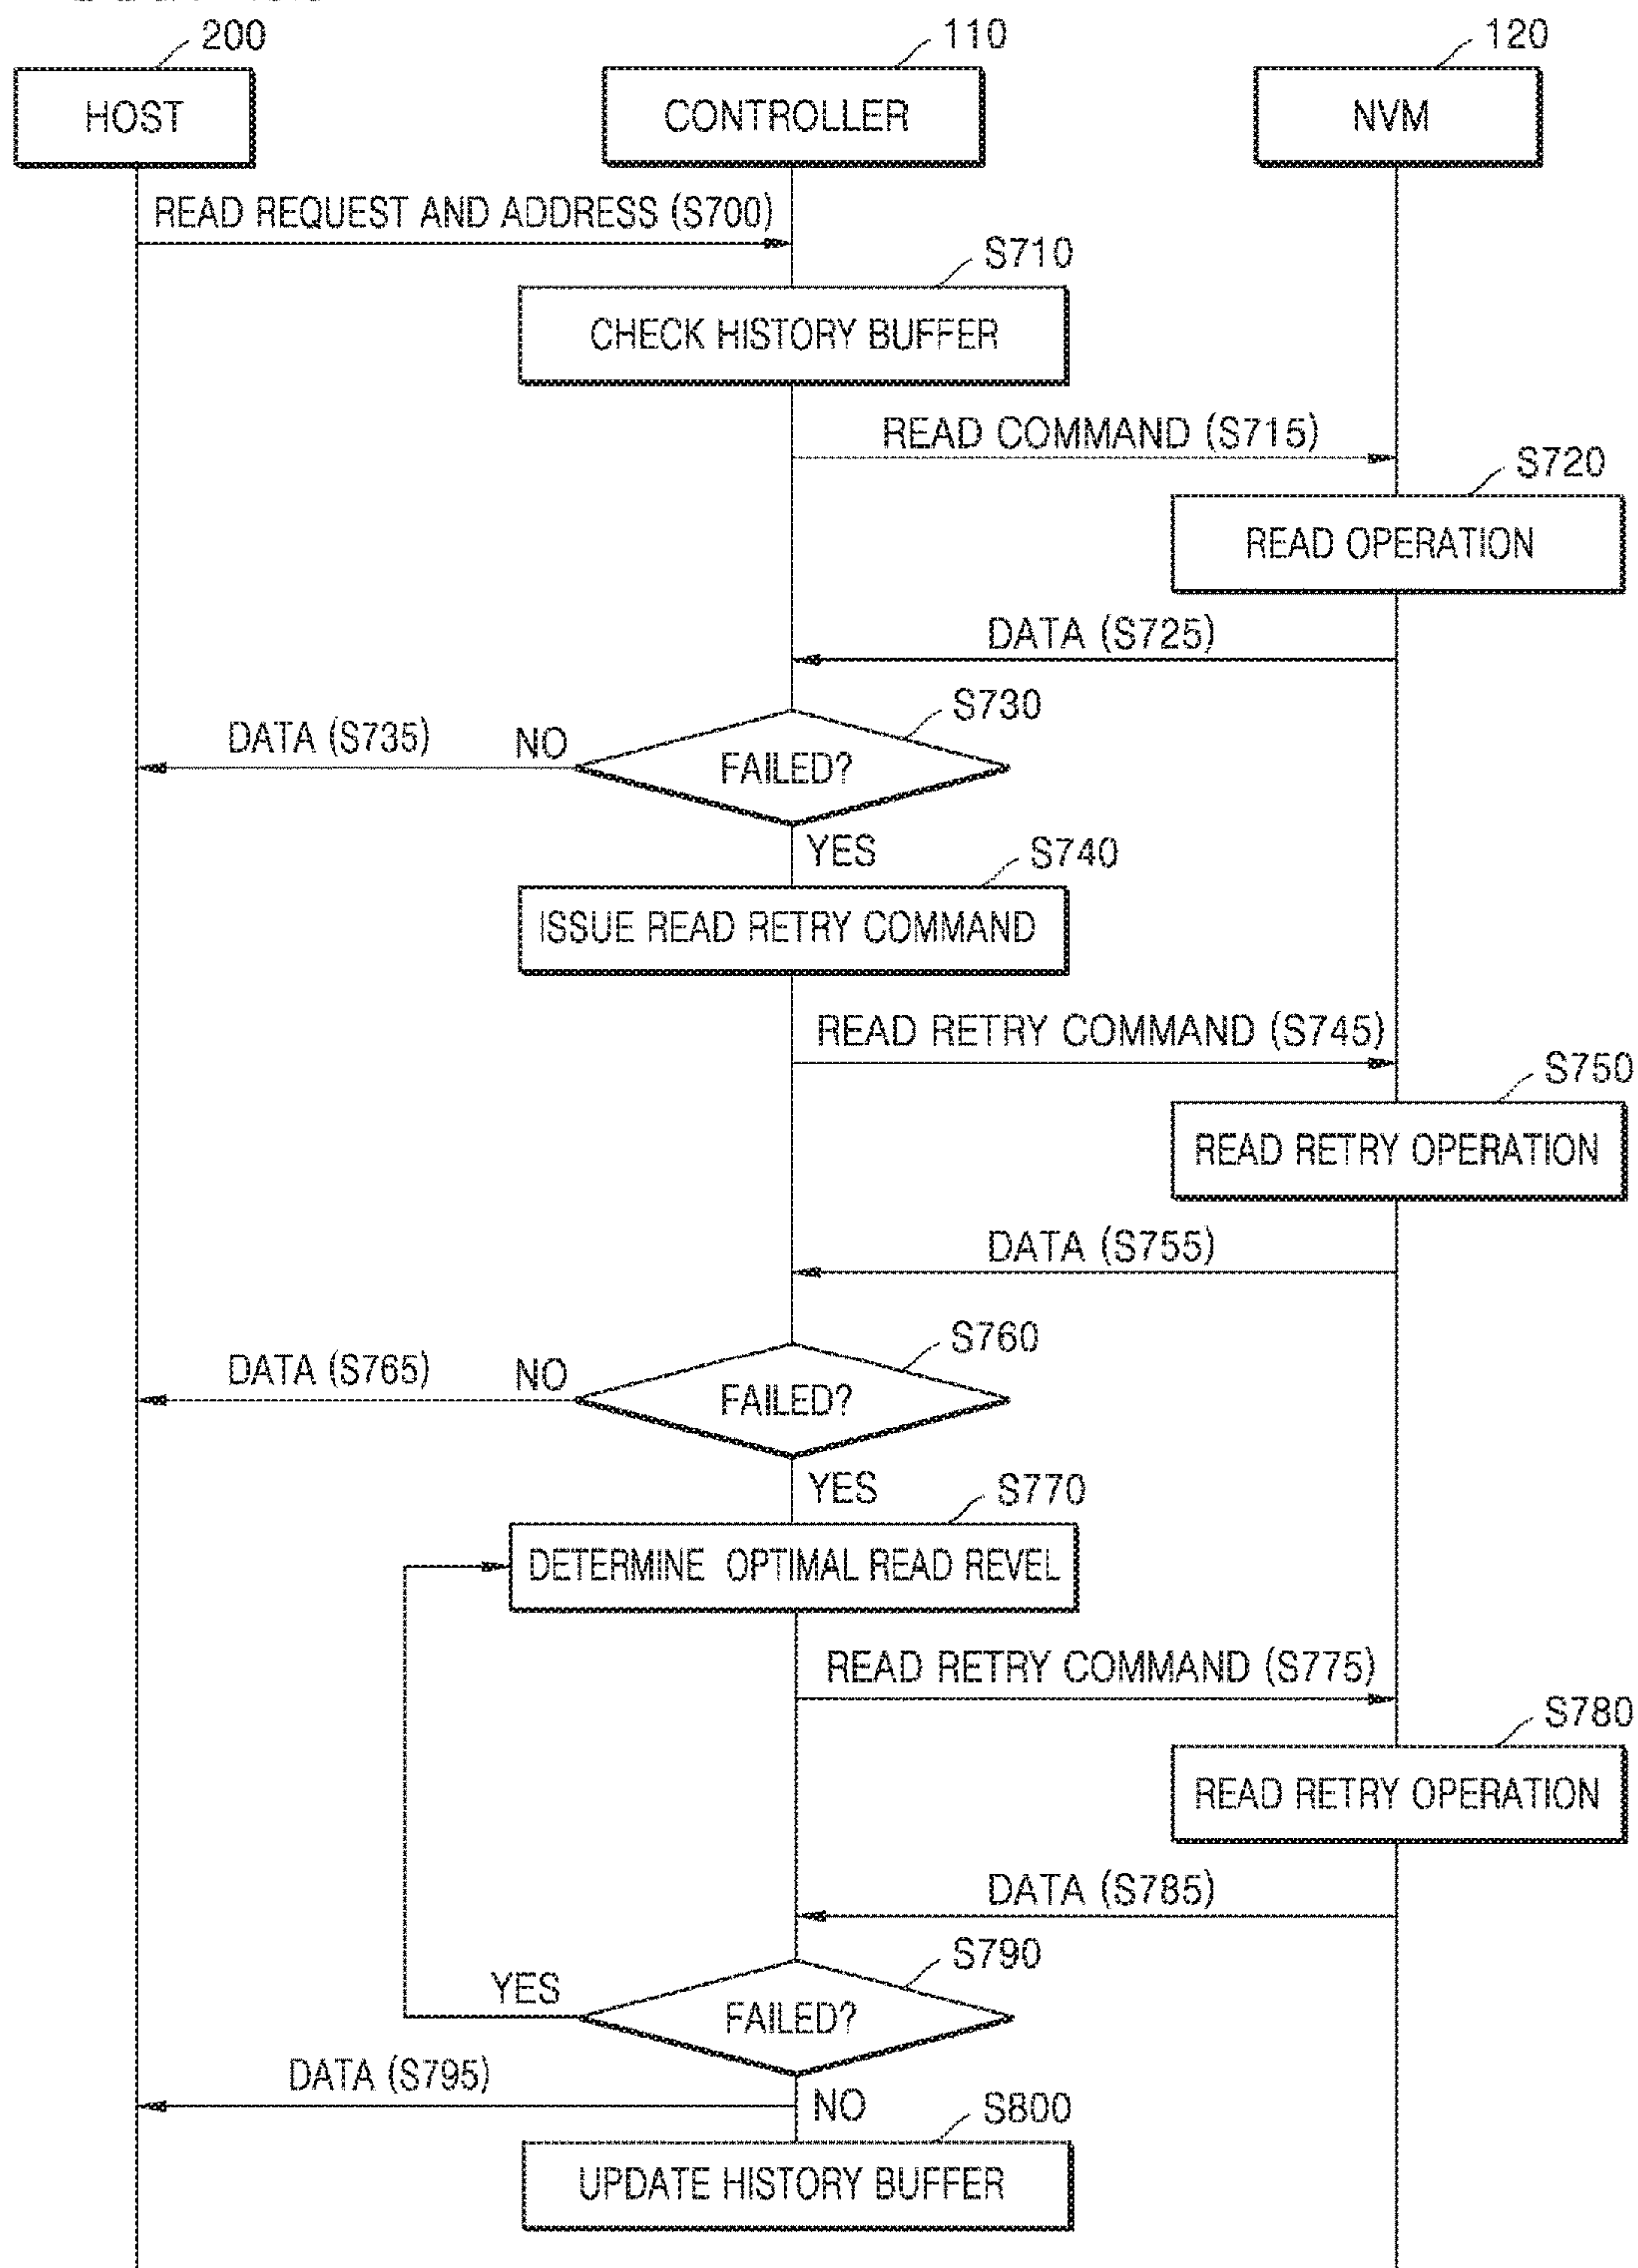 200
110
120
HOST
CONTROLLER
NVM
READ REQUEST AND ADDRESS (S700)
S710
CHECK HISTORY BUFFER
READ COMMAND (S715)
S720
READ OPERATION
DATA (S725)
S730
DATA (S735)
NO
FAILED?
YES
S740
ISSUE READ RETRY COMMAND
READ RETRY COMMAND (S745)
S750
READ RETRY OPERATION
DATA (S755)
S760
DATA (S765)
NO
FAILED?
YES
S770
DETERMINE OPTIMAL READ REVEL
READ RETRY COMMAND (S775)
S780
READ RETRY OPERATION
DATA (S785)
S790
YES
FAILED?
DATA (S795)
NO
S800
UPDATE HISTORY BUFFER